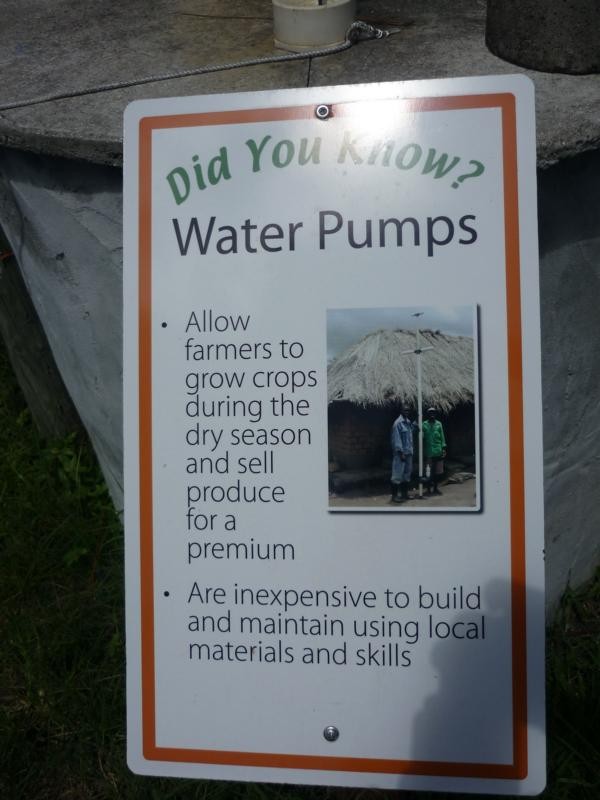 Did You Know?
Water Pumps
• Allow
farmers to
grow crops
during the
dry season
and sell
produce
for a
premium
• Are inexpensive to build
and maintain using local
materials and skills